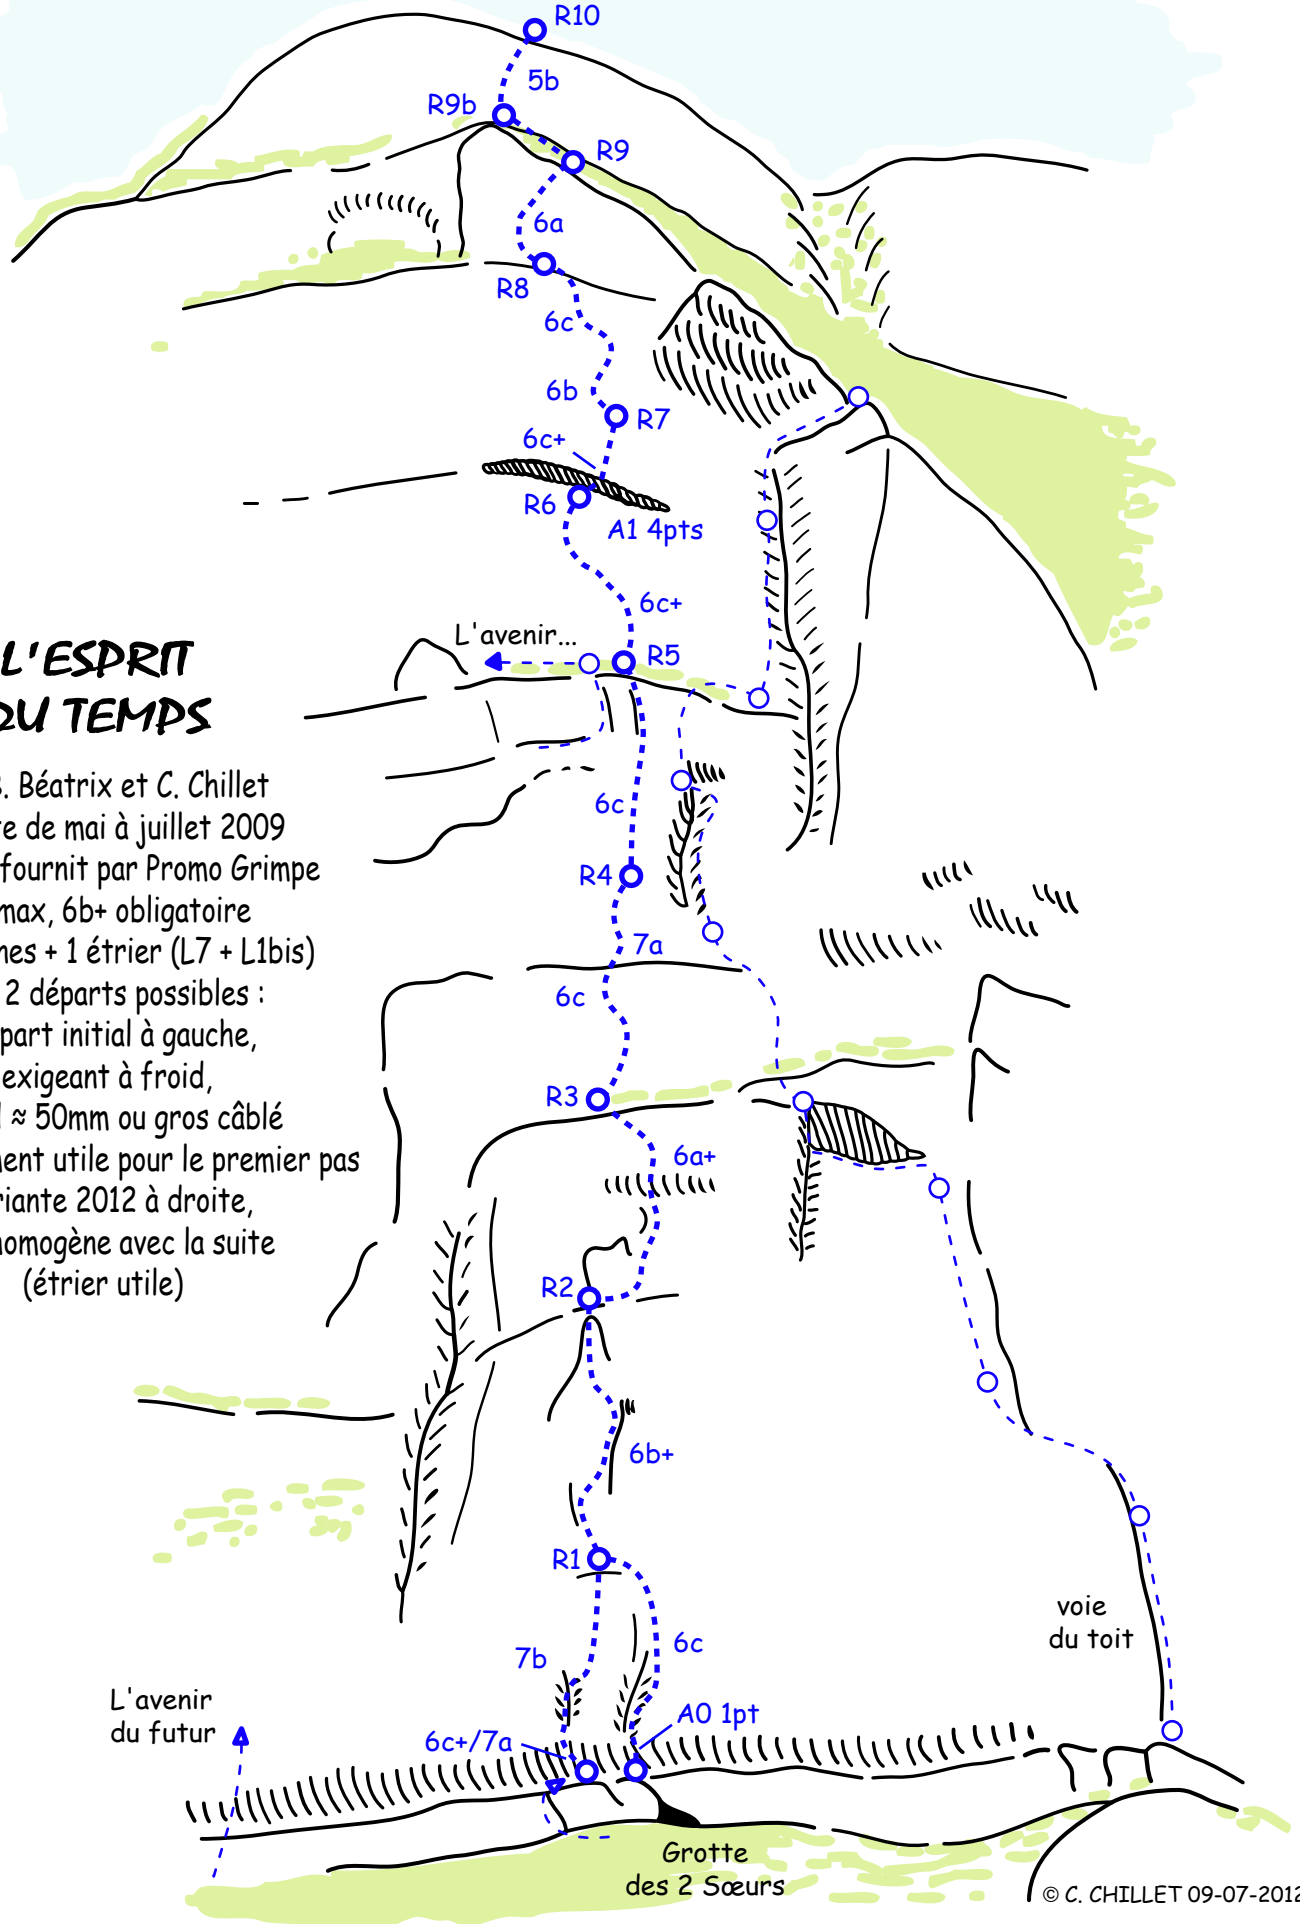 R10
5b
R9b
R9
6a
R8
6c
6b
R7
6c+
R6
A1 4pts
6c+
L'avenir...
R5
L'ESPRIT
DU TEMPS
B. Béatrix et C. Chillet
de mai à juillet 2009
fournit par Promo Grimpe
max, 6b+ obligatoire
+ 1 étrier (L7 + L1bis)
2 départs possibles :
initial à gauche,
exigeant à froid,
≈ 50mm ou gros câblé
utile pour le premier pas
2012 à droite,
homogène avec la suite
(étrier utile)
6c
R4
7a
6c
R3
6a+
R2
6b+
R1
voie
du toit
7b
6c
L'avenir
du futur
A0 1pt
6c+/7a
Grotte
des 2 Sœurs
© C. CHILLET 09-07-2012